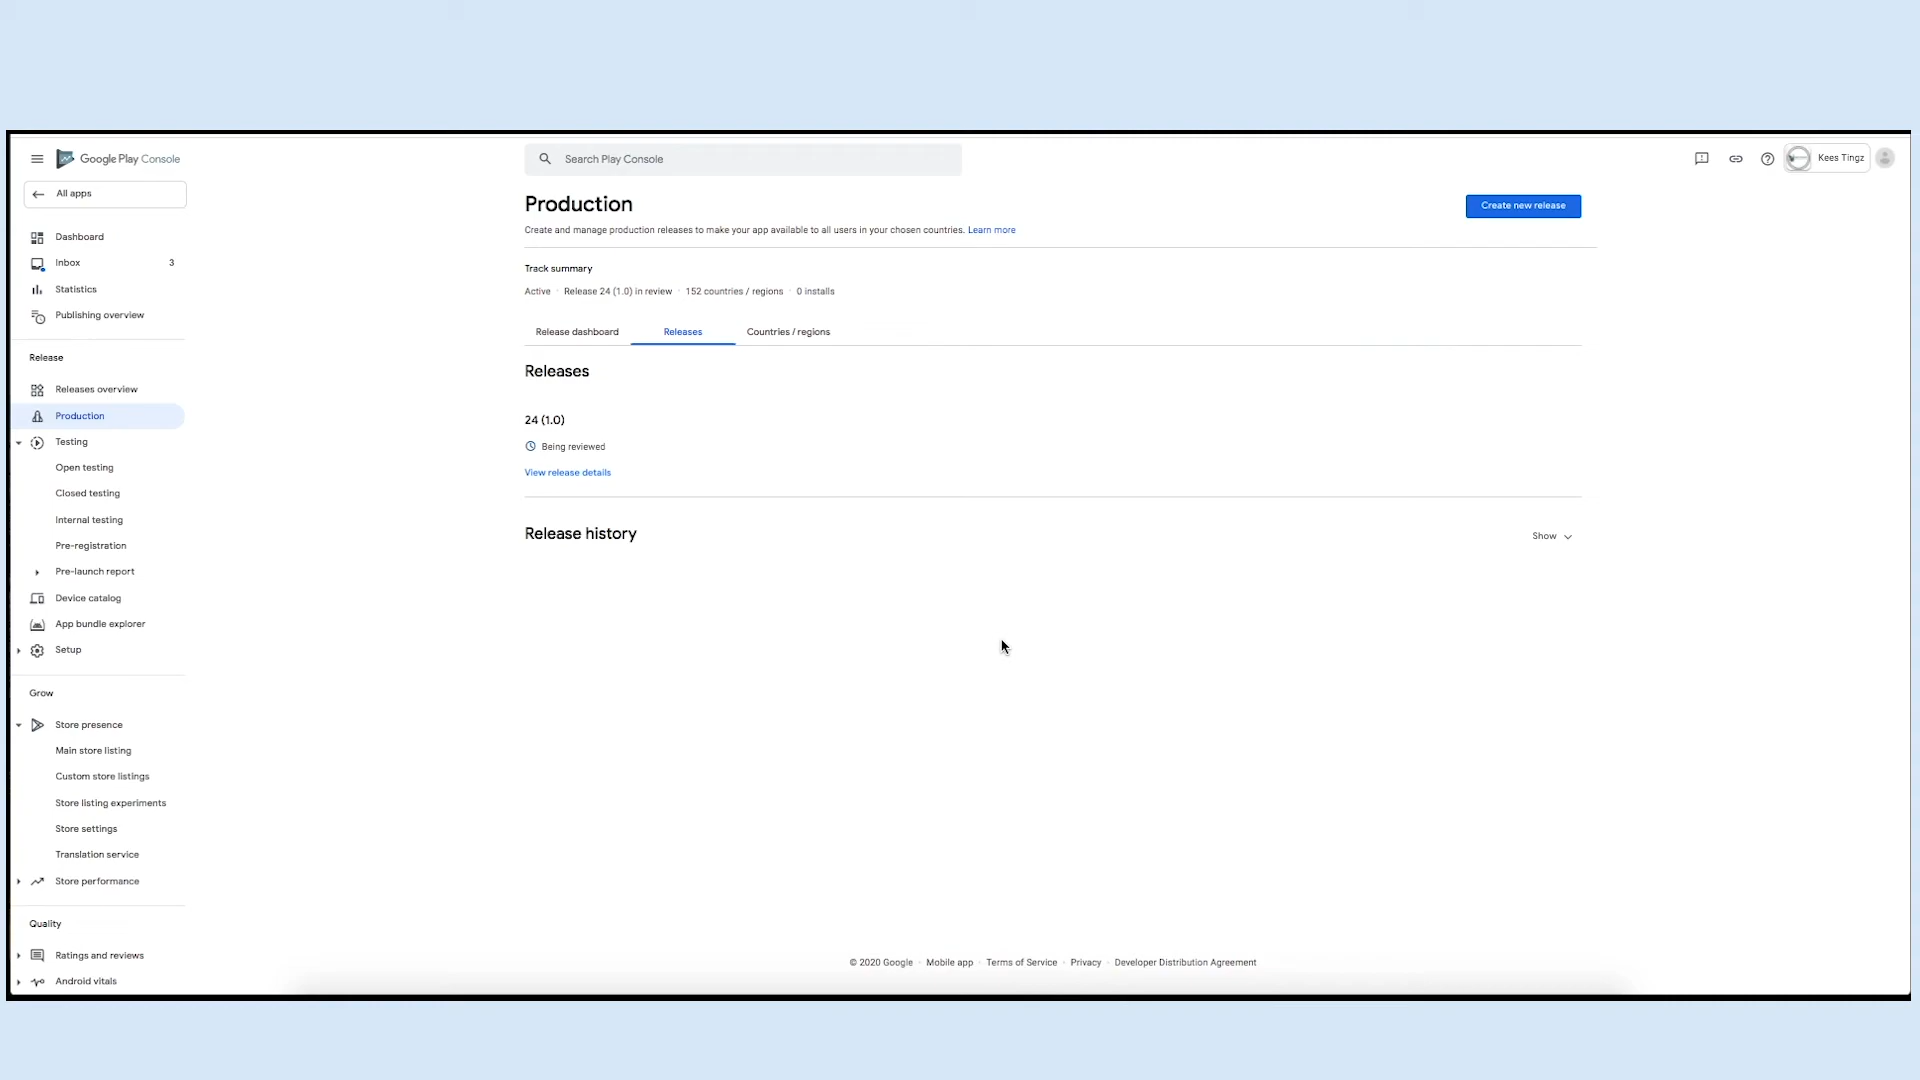 Google Play Console
Search Play Console
Kees Tingz
All apps
Dashboard
Inbox 3
Statistics
Publishing overview
Release
Releases overview
Production
Testing
Open testing
Closed testing
Internal testing
Pre-registration
Pre-launch report
Device catalog
App bundle explorer
Setup
Grow
Store presence
Main store listing
Custom store listings
Store listing experiments
Store settings
Translation service
Store performance
Quality
Ratings and reviews
Android vitals
Production
Create new release
Create and manage production releases to make your app available to all users in your chosen countries. Learn more
Track summary
Active · Release 24 (1.0) in review · 152 countries / regions · 0 installs
Release dashboard Releases Countries / regions
Releases
24 (1.0)
Being reviewed
View release details
Release history
Show
© 2020 Google · Mobile app · Terms of Service · Privacy · Developer Distribution Agreement